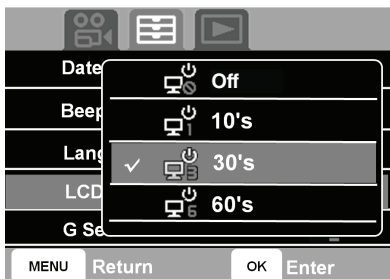 Date
Off
Beep
10's
Lang
30's
LCD
60's
G Se
MENU Return OK Enter